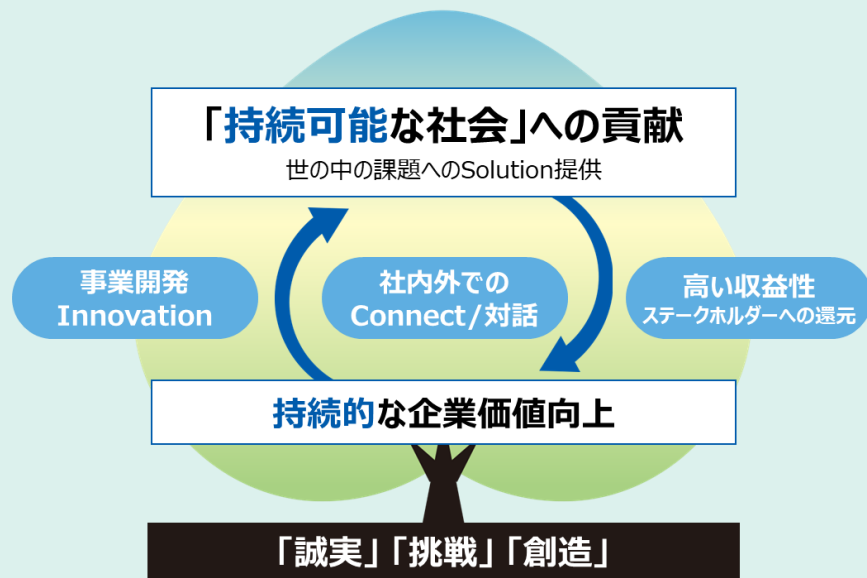 「持続可能な社会」への貢献
世の中の課題へのSolution提供
事業開発
Innovation
社内外での
Connect/対話
高い収益性
ステークホルダーへの還元
持続的な企業価値向上
「誠実」「挑戦」「創造」